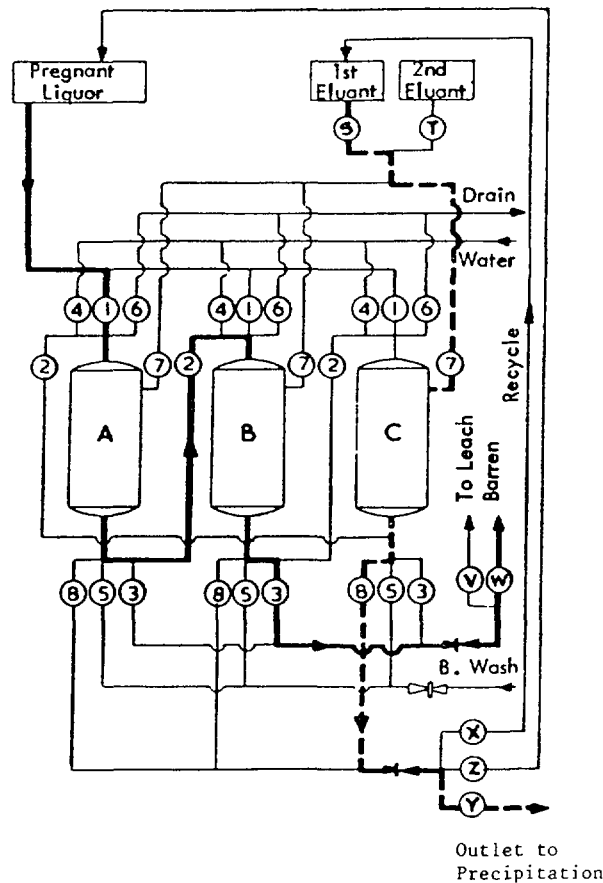 Pregnant
Liquor
1st
Eluant
2nd
Eluant
S
T
Drain
Water
4
1
6
4
1
6
4
1
6
2
7
2
7
2
7
A
B
C
Recycle
To Leach
Barren
8
5
3
8
5
3
8
5
3
V
W
B. Wash
X
Z
Y
Outlet to
Precipitation